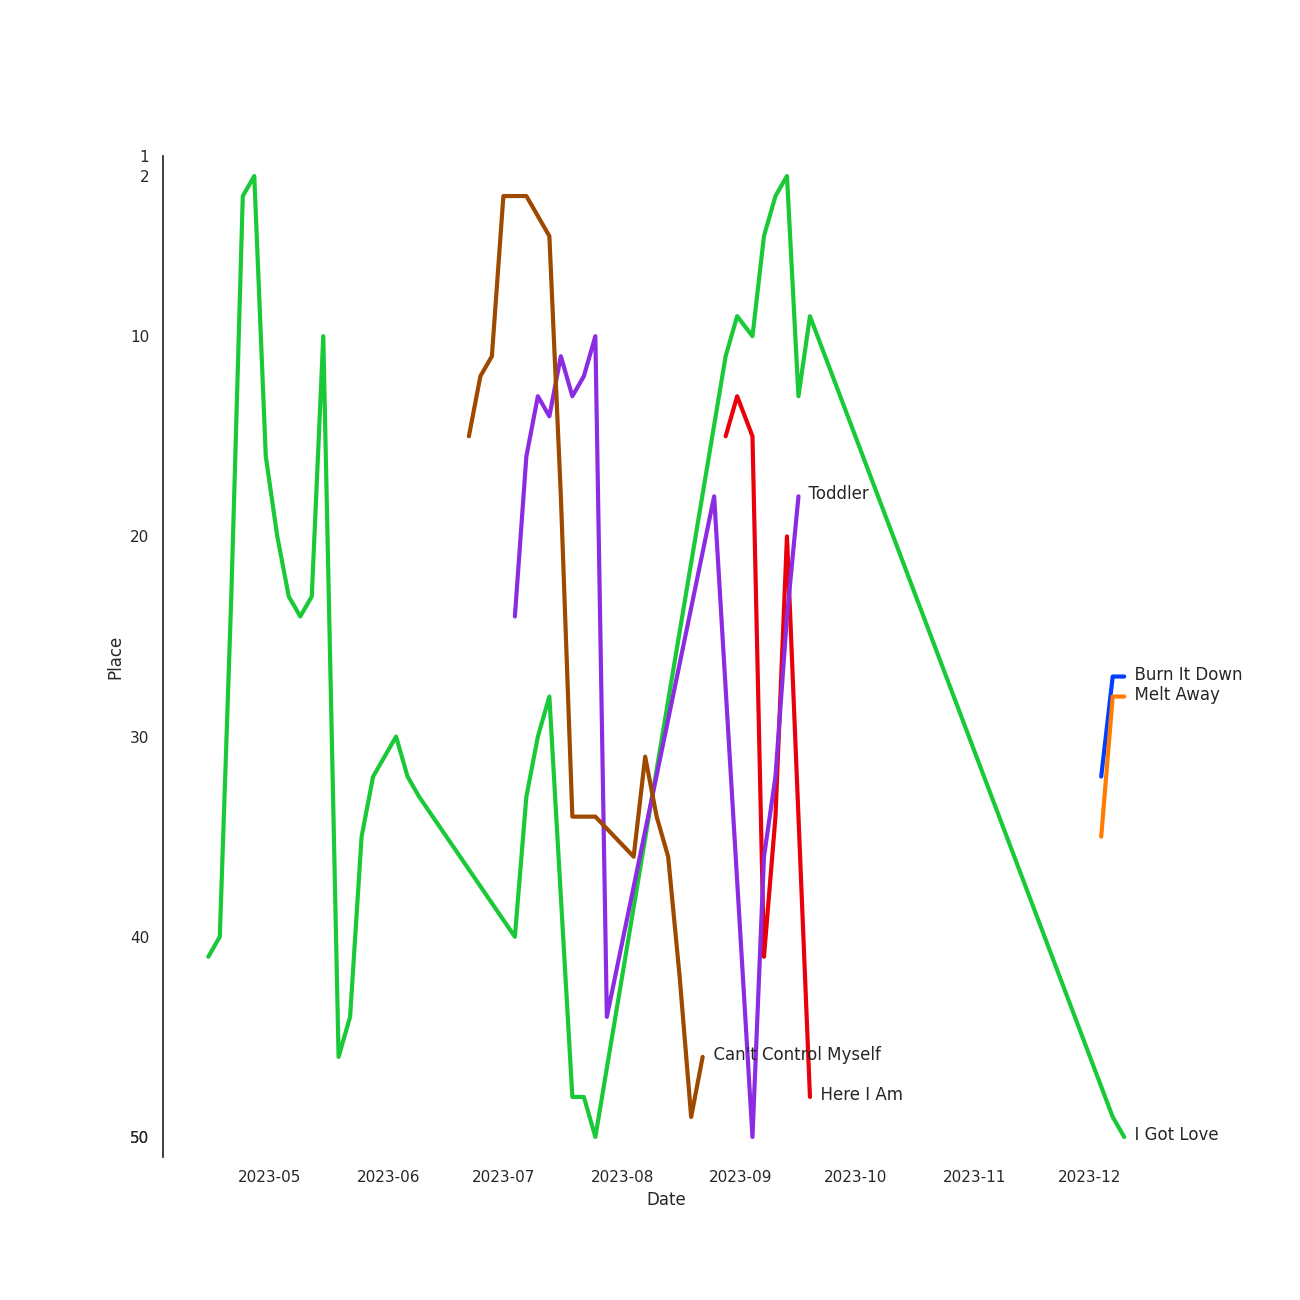 1
2
10
20
30
40
50
Place
Toddler
Burn It Down
Melt Away
Can't Control Myself
Here I Am
I Got Love
2023-05 2023-06 2023-07 2023-08 2023-09 2023-10 2023-11 2023-12
Date